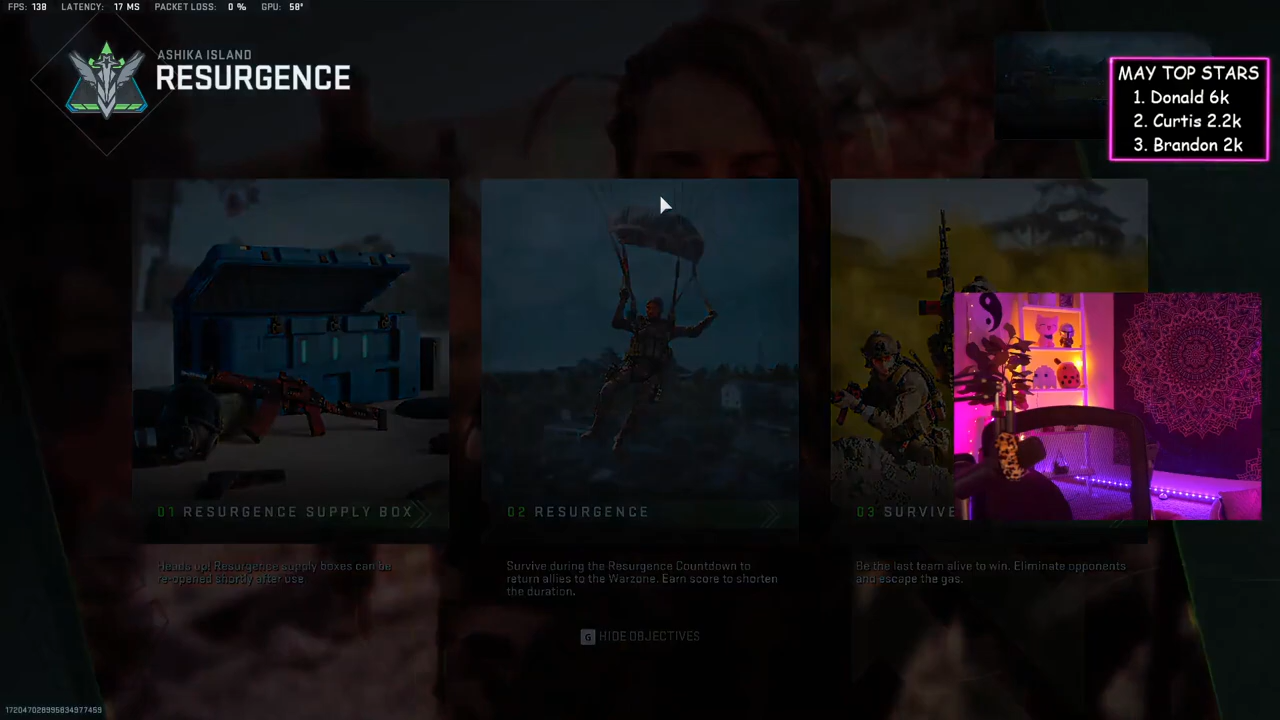 FPS: 138 LATENCY: 17 MS PACKET LOSS: 0 % GPU: 58°
ASHIKA ISLAND
RESURGENCE
MAY TOP STARS
1. Donald 6k
2. Curtis 2.2k
3. Brandon 2k
01 RESURGENCE SUPPLY BOX
Heads up! Resurgence supply boxes can be
re-opened shortly after use
02 RESURGENCE
Survive during the Resurgence Countdown to
return allies to the Warzone. Earn score to shorten
the duration.
03 SURVIVE
Be the last team alive to win. Eliminate opponents
and escape the gas.
G HIDE OBJECTIVES